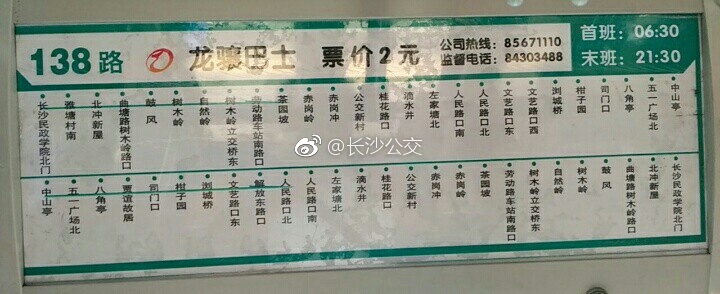 138路
龙骧巴士 票价2元
公司热线：85671110
监督电话：84303488
首班：06:30
末班：21:30
长沙民政学院北门
雅塘村南
北冲新屋
曲塘路树木岭路口
鼓风
树木岭
自然岭
树木岭立交桥东
劳动路车站南路口
茶园坡
赤岗岭
赤岗冲
公交新村
桂花路口
滴水井
左家塘北
人民路口南
人民路口北
文艺路口东
文艺路口西
浏城桥
柑子园
司门口
八角亭
五一广场北
中山亭
@长沙公交
中山亭
五一广场北
八角亭
贾谊故居
司门口
柑子园
浏城桥
文艺路口东
解放东路口
人民路口北
人民路口南
左家塘北
滴水井
桂花路口
公交新村
赤岗冲
赤岗岭
茶园坡
劳动路车站南路口
树木岭立交桥东
自然岭
树木岭
鼓风
曲塘路树木岭路口
北冲新屋
长沙民政学院北门